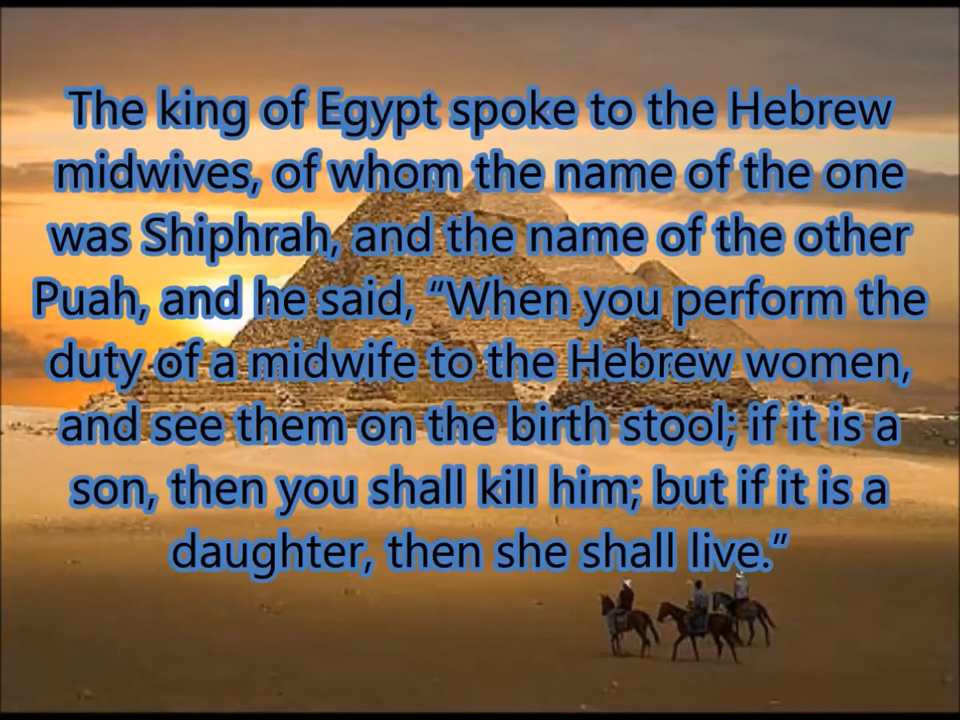 The king of Egypt spoke to the Hebrew
midwives, of whom the name of the one
was Shiphrah, and the name of the other
Puah, and he said, “When you perform the
duty of a midwife to the Hebrew women,
and see them on the birth stool; if it is a
son, then you shall kill him; but if it is a
daughter, then she shall live.”